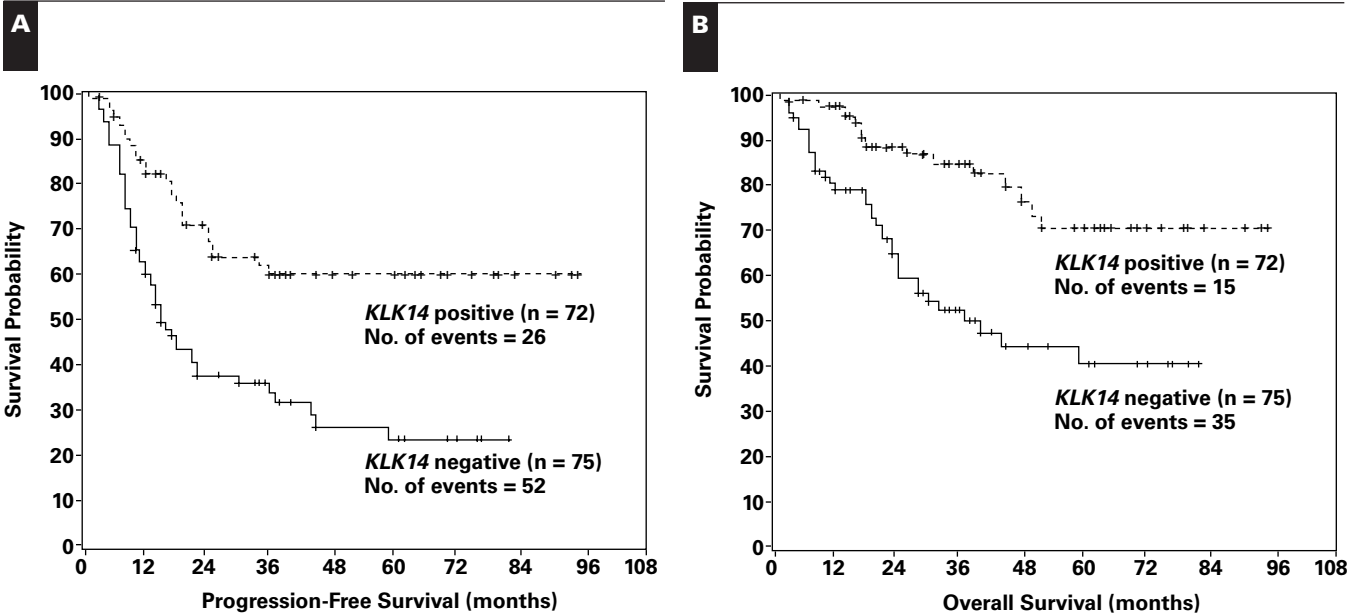 A
100
90
80
70
60
50
40
30
20
10
0
Survival Probability
KLK14 positive (n = 72)
No. of events = 26
KLK14 negative (n = 75)
No. of events = 52
0 12 24 36 48 60 72 84 96 108
Progression-Free Survival (months)
B
100
90
80
70
60
50
40
30
20
10
0
Survival Probability
KLK14 positive (n = 72)
No. of events = 15
KLK14 negative (n = 75)
No. of events = 35
0 12 24 36 48 60 72 84 96 108
Overall Survival (months)